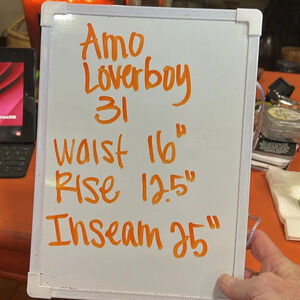 Amo
Loverboy
31
Waist 16"
Rise 12.5"
Inseam 25"